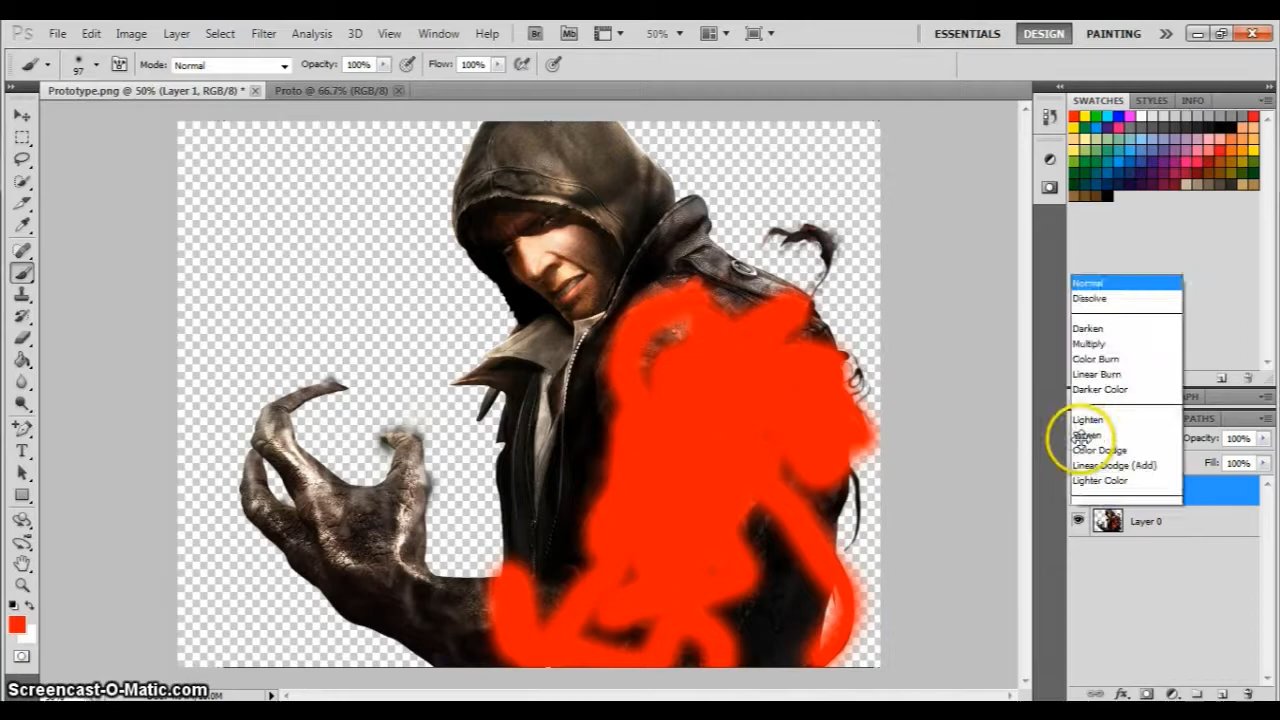 Ps File Edit Image Layer Select Filter Analysis 3D View Window Help Br Mb 50% ESSENTIALS DESIGN PAINTING
97 Mode: Normal Opacity: 100% Flow: 100%
Prototype.png @ 50% (Layer 1, RGB/8) * Proto @ 66.7% (RGB/8)
SWATCHES STYLES INFO
Normal
Dissolve
Darken
Multiply
Color Burn
Linear Burn
Darker Color
PATHS
Lighten
Opacity: 100%
Color Dodge
Linear Dodge (Add)
Fill: 100%
Lighter Color
Layer 0
Screencast-O-Matic.com